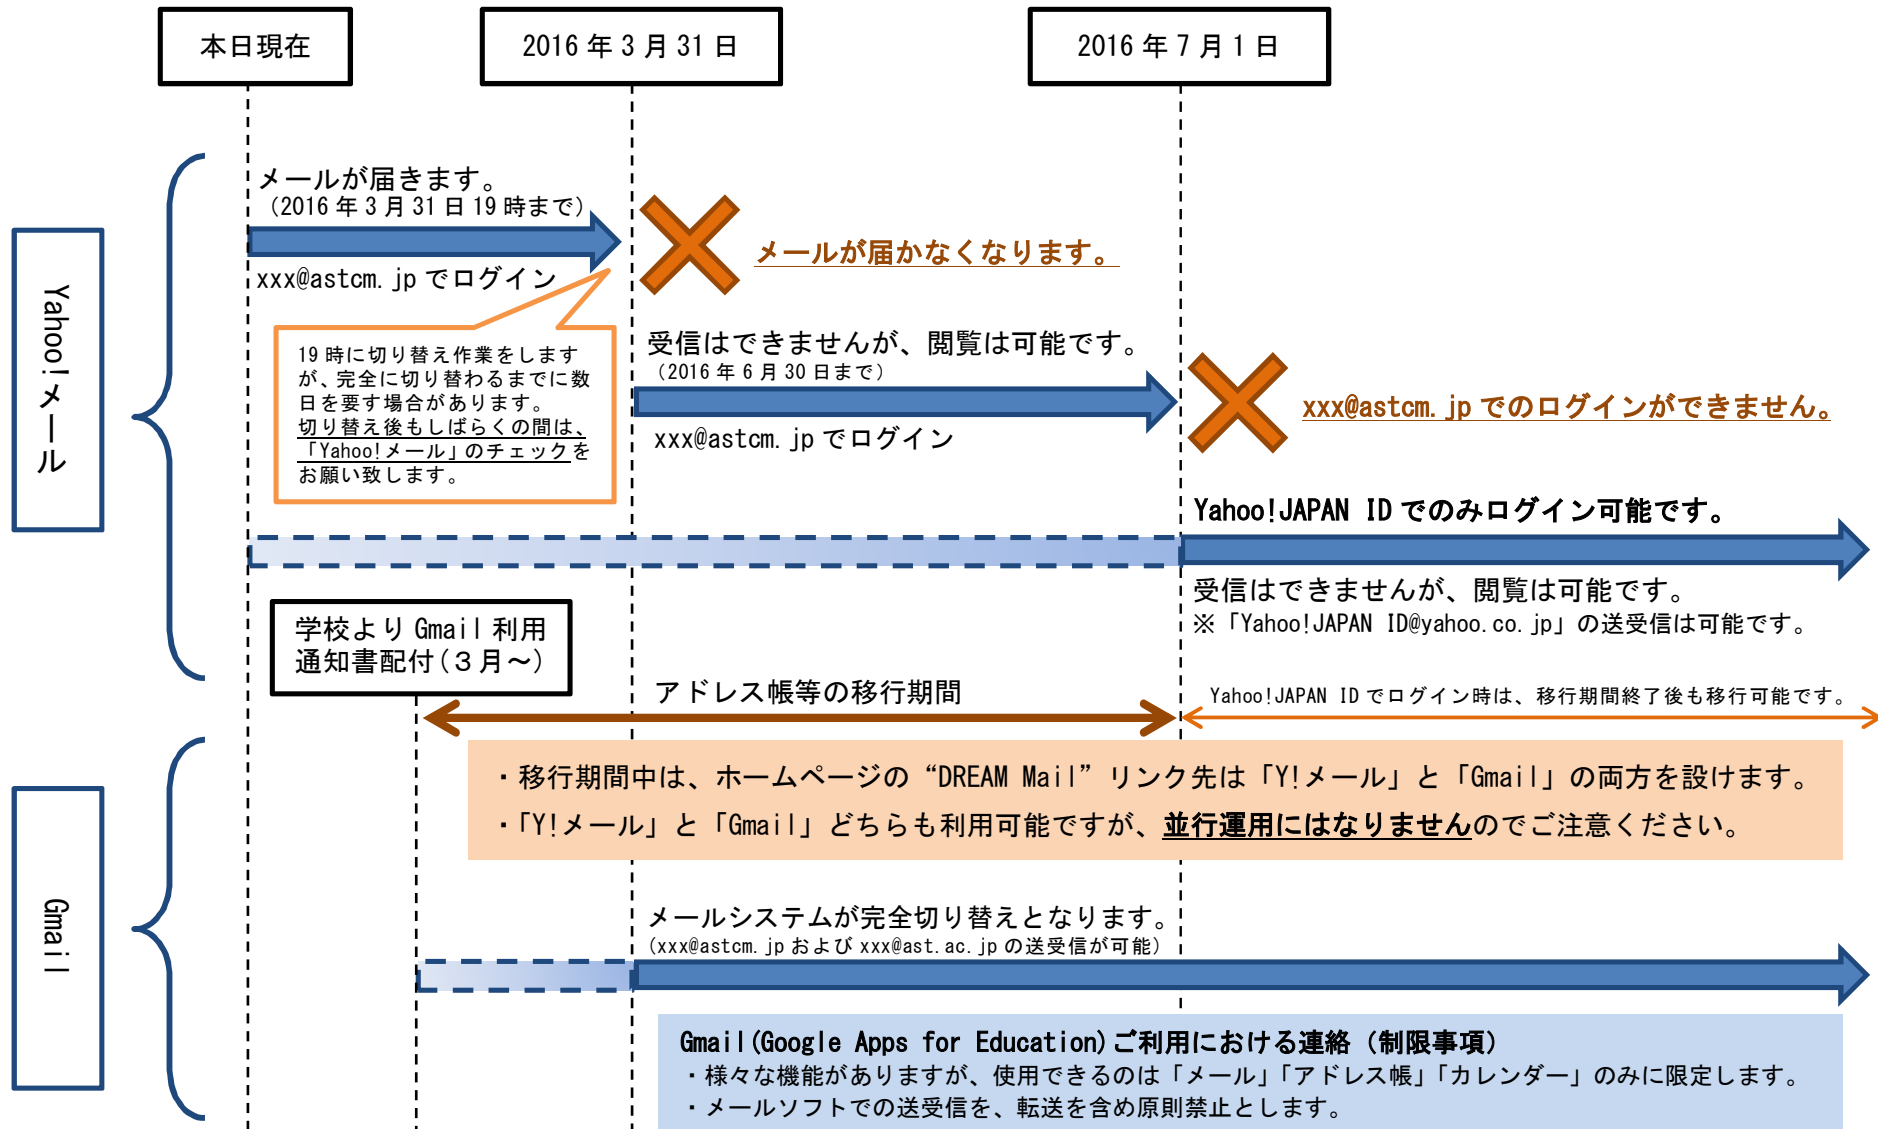 本日現在
2016年3月31日
2016年7月1日
Yahoo!メール
メールが届きます。
（2016年3月31日19時まで）
xxx@astcm.jpでログイン
メールが届かなくなります。
19時に切り替え作業をします
が、完全に切り替わるまでに数
日を要す場合があります。
切り替え後もしばらくの間は、
「Yahoo!メール」のチェックを
お願い致します。
受信はできませんが、閲覧は可能です。
（2016年6月30日まで）
xxx@astcm.jpでログイン
xxx@astcm.jpでのログインができません。
Yahoo!JAPAN IDでのみログイン可能です。
受信はできませんが、閲覧は可能です。
※「Yahoo!JAPAN ID@yahoo.co.jp」の送受信は可能です。
学校よりGmail利用
通知書配付(３月～)
アドレス帳等の移行期間
Yahoo!JAPAN IDでログイン時は、移行期間終了後も移行可能です。
・移行期間中は、ホームページの“DREAM Mail”リンク先は「Y!メール」と「Gmail」の両方を設けます。
・「Y!メール」と「Gmail」どちらも利用可能ですが、並行運用にはなりませんのでご注意ください。
Gmail
メールシステムが完全切り替えとなります。
(xxx@astcm.jpおよびxxx@ast.ac.jpの送受信が可能)
Gmail(Google Apps for Education)ご利用における連絡（制限事項）
・様々な機能がありますが、使用できるのは「メール」「アドレス帳」「カレンダー」のみに限定します。
・メールソフトでの送受信を、転送を含め原則禁止とします。